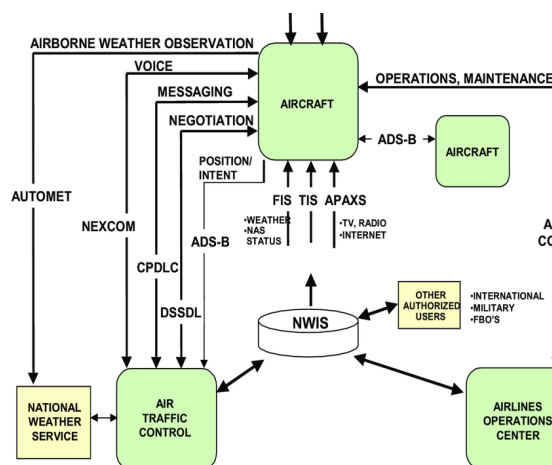 AIRBORNE WEATHER OBSERVATION
VOICE
MESSAGING
NEGOTIATION
POSITION/
INTENT
AIRCRAFT
OPERATIONS, MAINTENANCE
ADS-B
AIRCRAFT
AUTOMET
NEXCOM
CPDLC
DSSDL
ADS-B
FIS TIS APAXS
•WEATHER
•NAS
STATUS
•TV, RADIO
•INTERNET
A
CO
NWIS
OTHER
AUTHORIZED
USERS
•INTERNATIONAL
•MILITARY
•FBO'S
NATIONAL
WEATHER
SERVICE
AIR
TRAFFIC
CONTROL
AIRLINES
OPERATIONS
CENTER